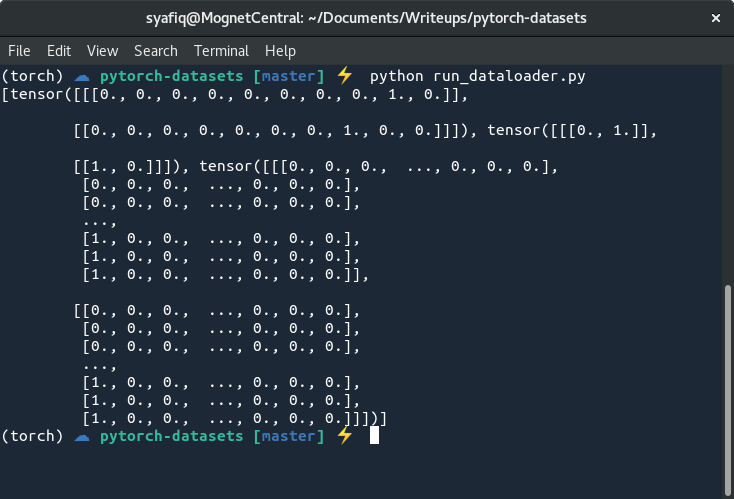 syafiq@MognetCentral: ~/Documents/Writeups/pytorch-datasets
File Edit View Search Terminal Help
(torch) ☁ pytorch-datasets [master] ⚡ python run_dataloader.py
[tensor([[[0., 0., 0., 0., 0., 0., 0., 0., 1., 0.]],
[[0., 0., 0., 0., 0., 0., 0., 1., 0., 0.]]]), tensor([[[0., 1.]],
[[1., 0.]]]), tensor([[[0., 0., 0., ..., 0., 0., 0.],
[0., 0., 0., ..., 0., 0., 0.],
[0., 0., 0., ..., 0., 0., 0.],
...,
[1., 0., 0., ..., 0., 0., 0.],
[1., 0., 0., ..., 0., 0., 0.],
[1., 0., 0., ..., 0., 0., 0.]],
[[0., 0., 0., ..., 0., 0., 0.],
[0., 0., 0., ..., 0., 0., 0.],
[0., 0., 0., ..., 0., 0., 0.],
...,
[1., 0., 0., ..., 0., 0., 0.],
[1., 0., 0., ..., 0., 0., 0.],
[1., 0., 0., ..., 0., 0., 0.]]])]
(torch) ☁ pytorch-datasets [master] ⚡